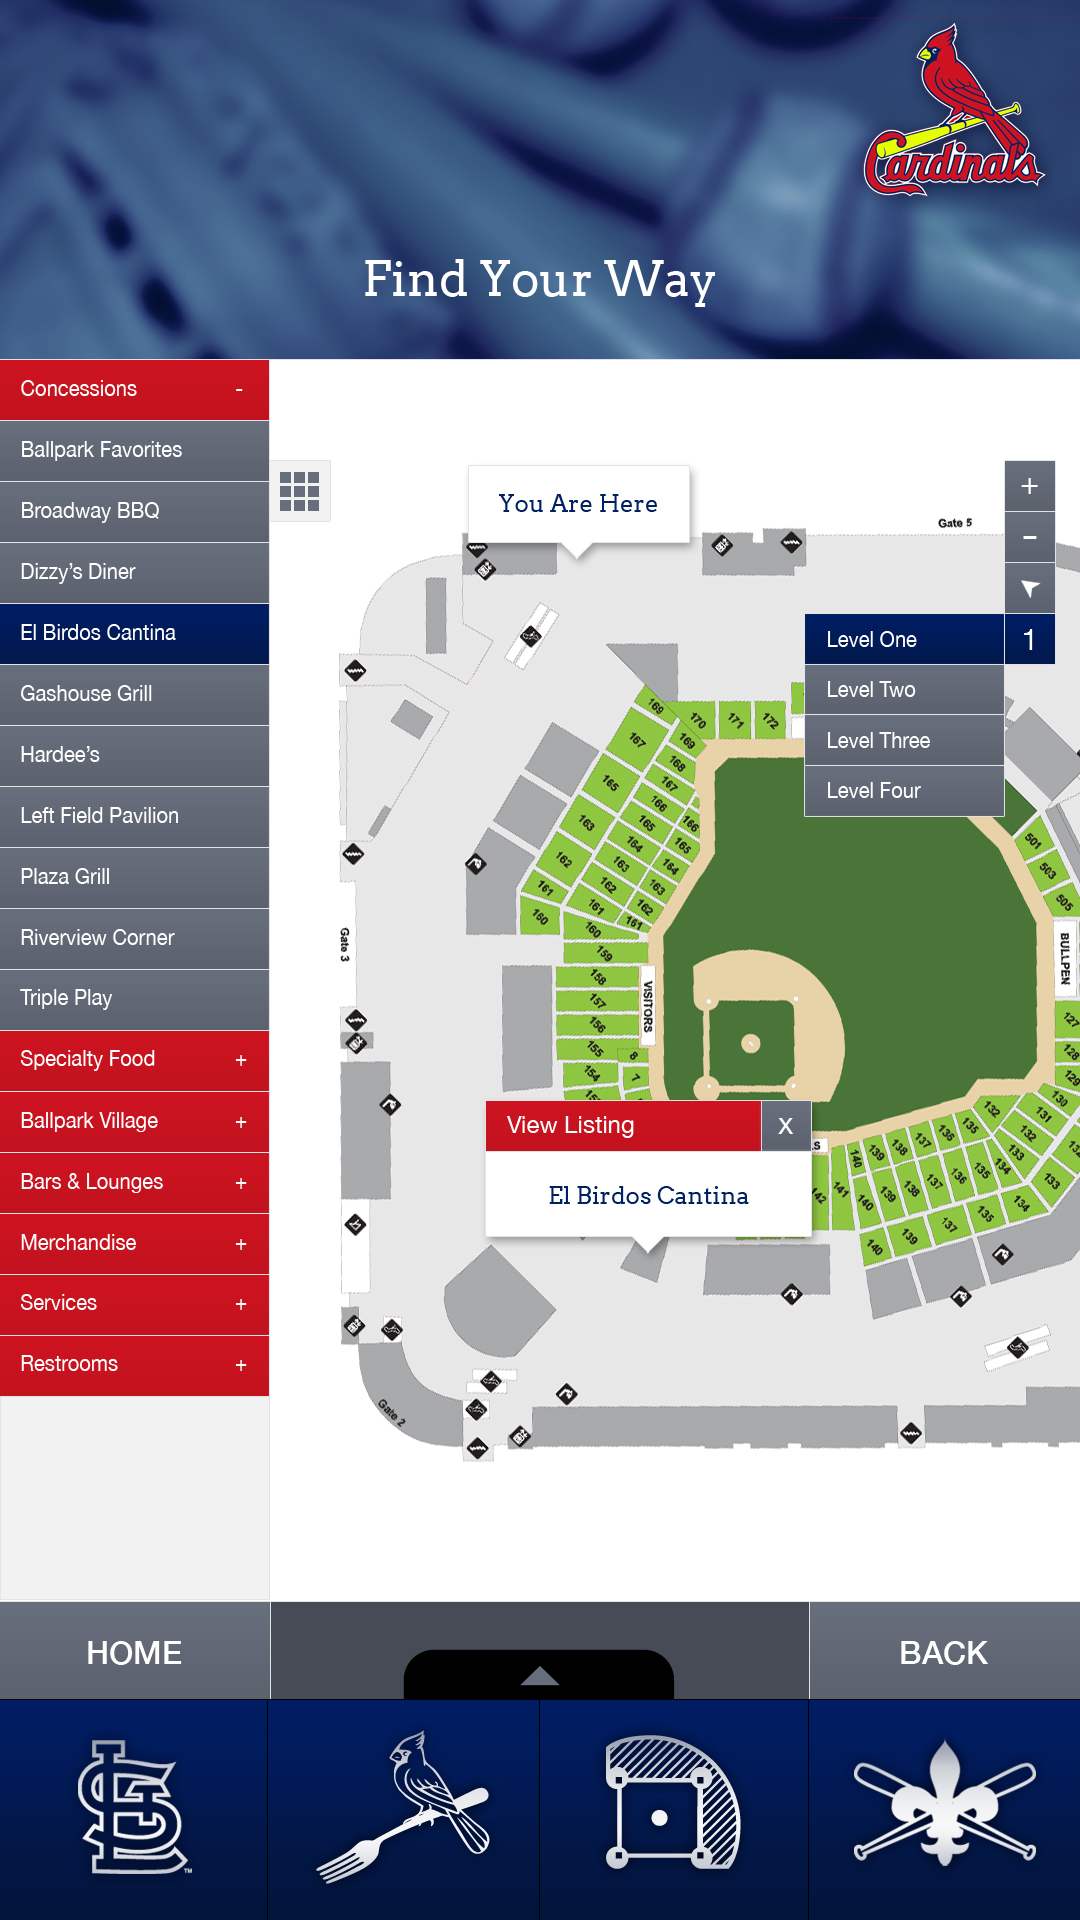 Cardinals
Find Your Way
Concessions -
Ballpark Favorites
Broadway BBQ
Dizzy's Diner
El Birdos Cantina
Gashouse Grill
Hardee's
Left Field Pavilion
Plaza Grill
Riverview Corner
Triple Play
Specialty Food +
Ballpark Village +
Bars & Lounges +
Merchandise +
Services +
Restrooms +
You Are Here
Gate 5
+
-
1
Level One
Level Two
Level Three
Level Four
169
170
171
172
167
169
168
165
167
166
163
165
166
164
165
162
163
164
161
162
163
160
161
162
160
161
159
158
157
156
155
8
154
7
VISITORS
501
503
505
BULLPEN
127
128
129
130
131
132
133
Gate 3
View Listing X
El Birdos Cantina
142
141
140
139
138
137
136
135
132
132
133
134
135
136
137
138
139
140
134
135
137
139
140
Gate 2
HOME
BACK
STL
TM